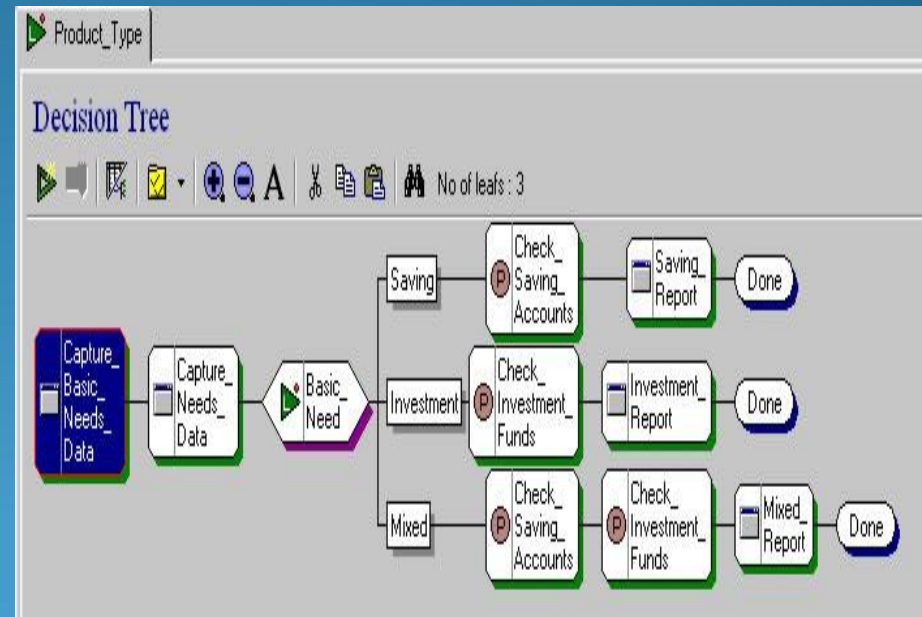 Product_Type
Decision Tree
A
No of leafs : 3
Capture_
Basic_
Needs_
Data
Capture_
Needs_
Data
Basic_
Need
Saving
P
Check_
Saving_
Accounts
Saving_
Report
Done
Investment
P
Check_
Investment_
Funds
Investment_
Report
Done
Mixed
P
Check_
Saving_
Accounts
P
Check_
Investment_
Funds
Mixed_
Report
Done